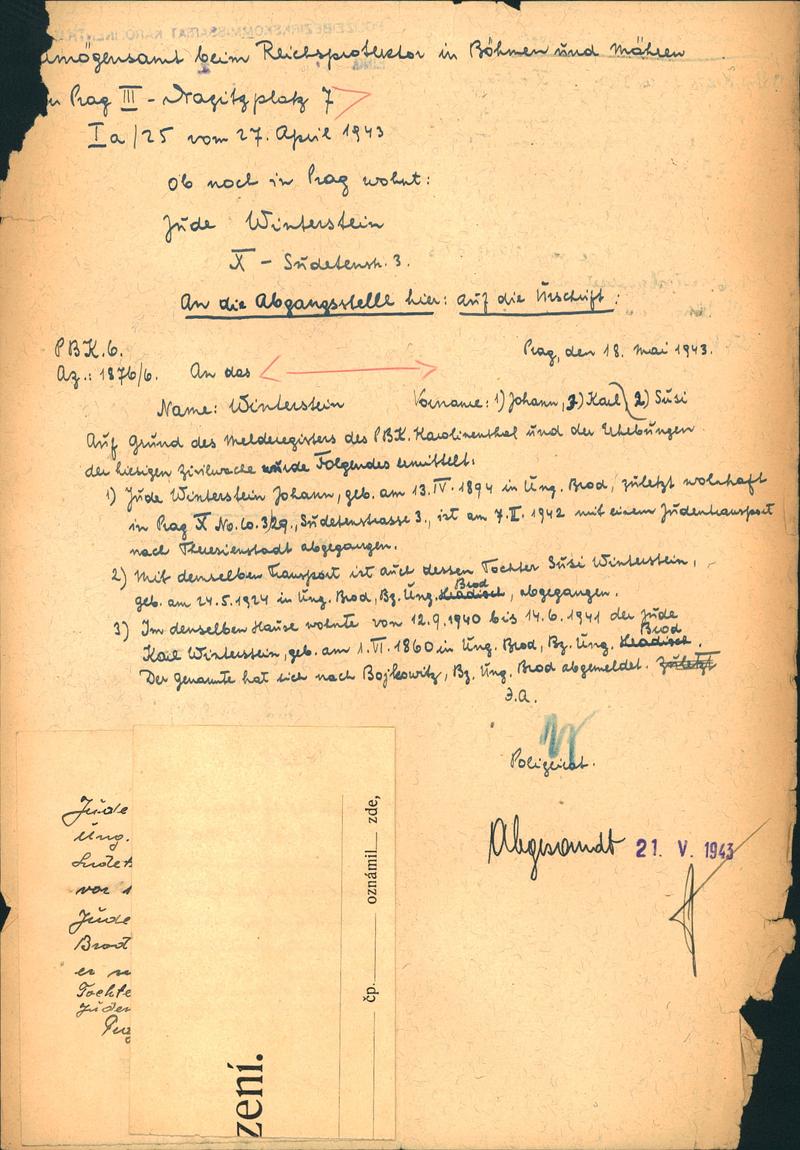 mögensamt beim Reichsprotektor in Böhmen und Mähren
Prag III - Dragitzplatz 7
Ia/25 vom 27. April 1943
Ob noch in Prag wohnt:
Jude Winterstein
X - Sudetenstr. 3.
An die Abgangsstelle hier: auf die Urschrift:
PBK.6.
Prag, den 18. Mai 1943.
Az.: 1876/6. An das
Name: Winterstein Vorname: 1) Johann, 3) Karl 2) Susi
Auf Grund des Melderegisters des PBK. Karolinenthal und der Erhebungen
der hiesigen Zivilwache wurde Folgendes ermittelt:
1) Jude Winterstein Johann, geb. am 13.IV.1894 in Ung. Brod, zuletzt wohnhaft
in Prag X No. Co. 329., Sudetenstrasse 3., ist am 7.II.1942 mit einem Judentransport
nach Theresienstadt abgegangen.
2) Mit demselben Transport ist auch dessen Tochter Susi Winterstein,
geb. am 24.5.1924 in Ung. Brod, Bz. Ung. Hradisch Brod, abgegangen.
3) Im denselben Hause wohnte vom 12.9.1940 bis 14.6.1941 der Jude
Karl Winterstein, geb. am 1.VI.1860 in Ung. Brod, Bz. Ung. Hradisch Brod.
Der Genannte hat sich nach Bojkowitz, Bz. Ung. Brod abgemeldet. Zuletzt
J.A.
Polizeirat.
Abgesandt 21. V. 1943
Jude
Ung.
Sudet
vor
Jude
Brod
er
Tochte
Juden
zení.
čp. oznámil zde,